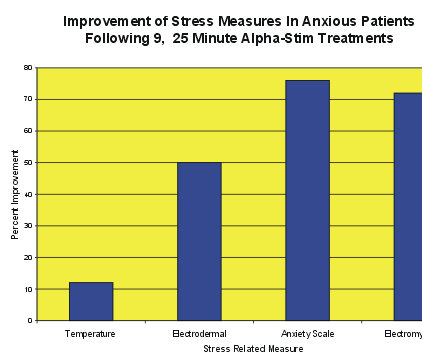 Improvement of Stress Measures In Anxious Patients
Following 9, 25 Minute Alpha-Stim Treatments
80
70
60
50
40
30
20
10
0
Percent Improvement
Temperature Electrodermal Anxiety Scale Electromy
Stress Related Measure